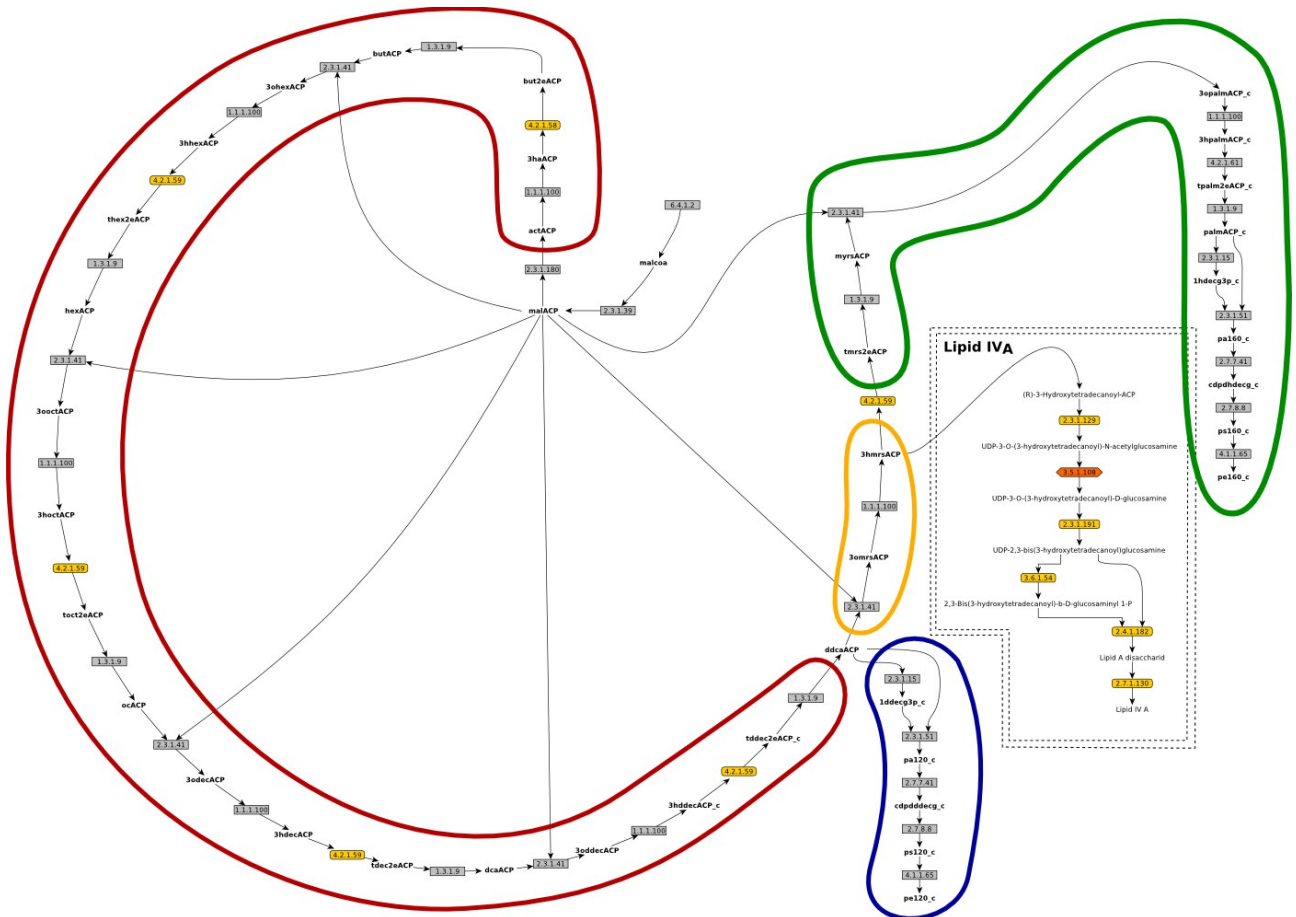 butACP
1.3.1.9
2.3.1.41
3ohexACP
but2eACP
1.1.1.100
4.2.1.58
3hhexACP
3haACP
4.2.1.59
1.1.1.100
thex2eACP
actACP
1.3.1.9
2.3.1.180
hexACP
malACP
2.3.1.39
malcoa
6.4.1.2
2.3.1.41
3ooctACP
1.1.1.100
3hoctACP
4.2.1.59
toct2eACP
1.3.1.9
ocACP
2.3.1.41
3odecACP
1.1.1.100
3hdecACP
4.2.1.59
tdec2eACP
1.3.1.9
dcaACP
2.3.1.41
3oddecACP
1.1.1.100
3hddecACP_c
4.2.1.59
tddec2eACP_c
1.3.1.9
ddcaACP
2.3.1.41
3omrsACP
1.1.1.100
3hmrsACP
4.2.1.59
tmrs2eACP
1.3.1.9
myrsACP
2.3.1.41
3opalmACP_c
1.1.1.100
3hpalmACP_c
4.2.1.61
tpalm2eACP_c
1.3.1.9
palmACP_c
2.3.1.15
1hdecg3p_c
2.3.1.51
pa160_c
2.7.7.41
cdpdhdecg_c
2.7.8.8
ps160_c
4.1.1.65
pe160_c
Lipid IVA
(R)-3-Hydroxytetradecanoyl-ACP
2.3.1.129
UDP-3-O-(3-hydroxytetradecanoyl)-N-acetylglucosamine
3.5.1.108
UDP-3-O-(3-hydroxytetradecanoyl)-D-glucosamine
2.3.1.191
UDP-2,3-bis(3-hydroxytetradecanoyl)glucosamine
3.6.1.54
2,3-Bis(3-hydroxytetradecanoyl)-b-D-glucosaminyl 1-P
2.4.1.182
Lipid A disaccharid
2.7.1.130
Lipid IV A
2.3.1.15
1ddecg3p_c
2.3.1.51
pa120_c
2.7.7.41
cdpdddecg_c
2.7.8.8
ps120_c
4.1.1.65
pe120_c